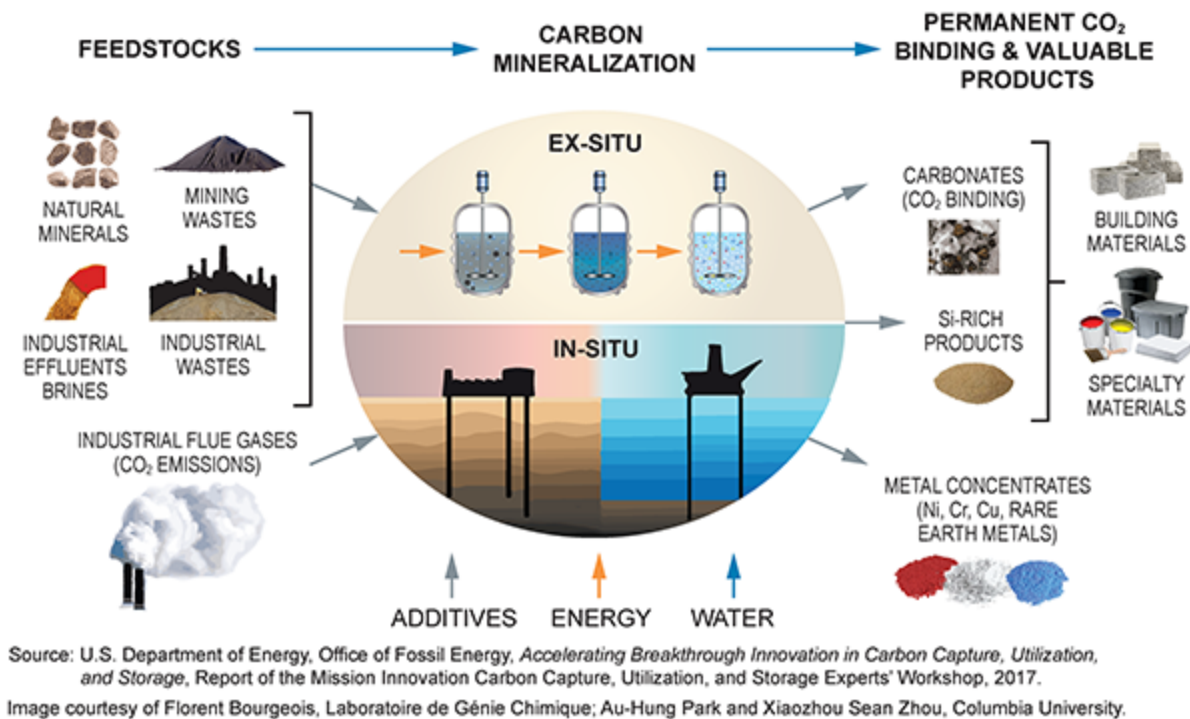 FEEDSTOCKS
CARBON
MINERALIZATION
PERMANENT CO₂
BINDING & VALUABLE
PRODUCTS
NATURAL
MINERALS
MINING
WASTES
INDUSTRIAL
EFFLUENTS
BRINES
INDUSTRIAL
WASTES
INDUSTRIAL FLUE GASES
(CO₂ EMISSIONS)
EX-SITU
IN-SITU
ADDITIVES
ENERGY
WATER
CARBONATES
(CO₂ BINDING)
BUILDING
MATERIALS
Si-RICH
PRODUCTS
SPECIALTY
MATERIALS
METAL CONCENTRATES
(Ni, Cr, Cu, RARE
EARTH METALS)
Source: U.S. Department of Energy, Office of Fossil Energy, Accelerating Breakthrough Innovation in Carbon Capture, Utilization,
and Storage, Report of the Mission Innovation Carbon Capture, Utilization, and Storage Experts' Workshop, 2017.
Image courtesy of Florent Bourgeois, Laboratoire de Génie Chimique; Au-Hung Park and Xiaozhou Sean Zhou, Columbia University.